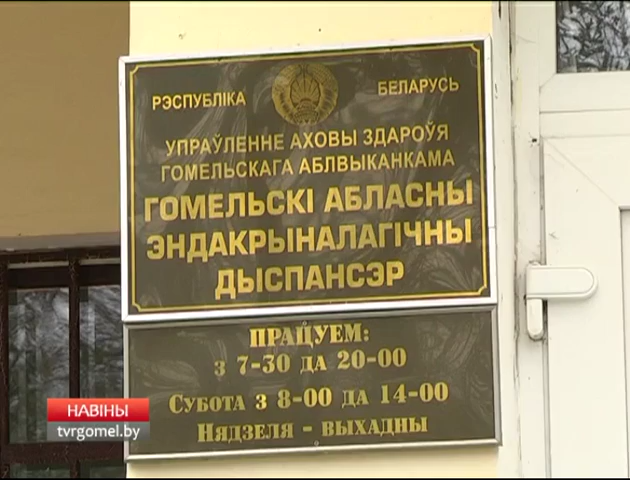 РЭСПУБЛІКА БЕЛАРУСЬ
УПРАЎЛЕННЕ АХОВЫ ЗДАРОЎЯ
ГОМЕЛЬСКАГА АБЛВЫКАНКАМА
ГОМЕЛЬСКІ АБЛАСНЫ
ЭНДАКРЫНАЛАГІЧНЫ
ДЫСПАНСЭР
ПРАЦУЕМ:
З 7-30 ДА 20-00
СУБОТА З 8-00 ДА 14-00
НЯДЗЕЛЯ - ВЫХАДНЫ
НАВІНЫ
tvrgomel.by